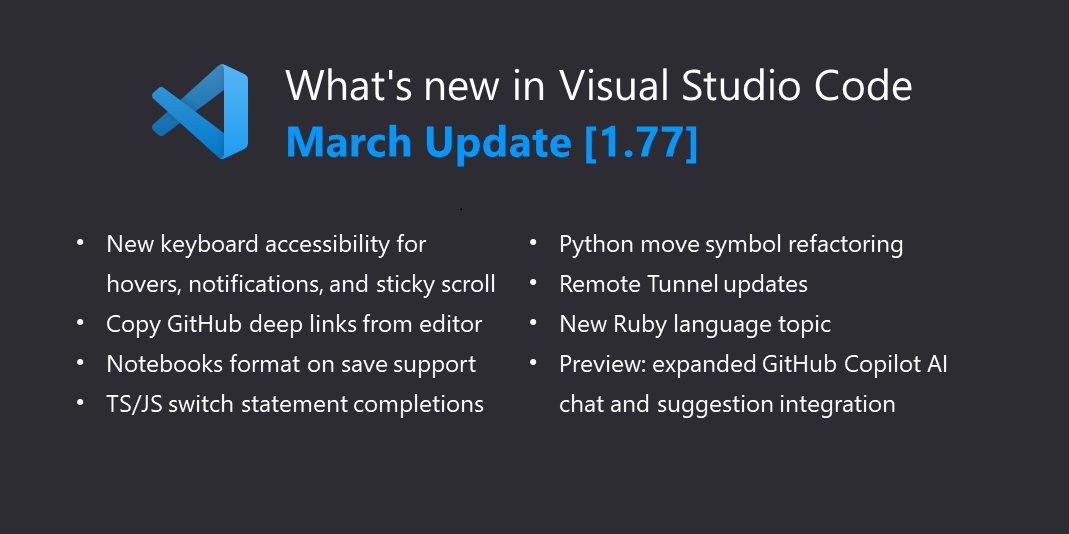 What's new in Visual Studio Code
March Update [1.77]
• New keyboard accessibility for
hovers, notifications, and sticky scroll
• Copy GitHub deep links from editor
• Notebooks format on save support
• TS/JS switch statement completions
• Python move symbol refactoring
• Remote Tunnel updates
• New Ruby language topic
• Preview: expanded GitHub Copilot AI
chat and suggestion integration